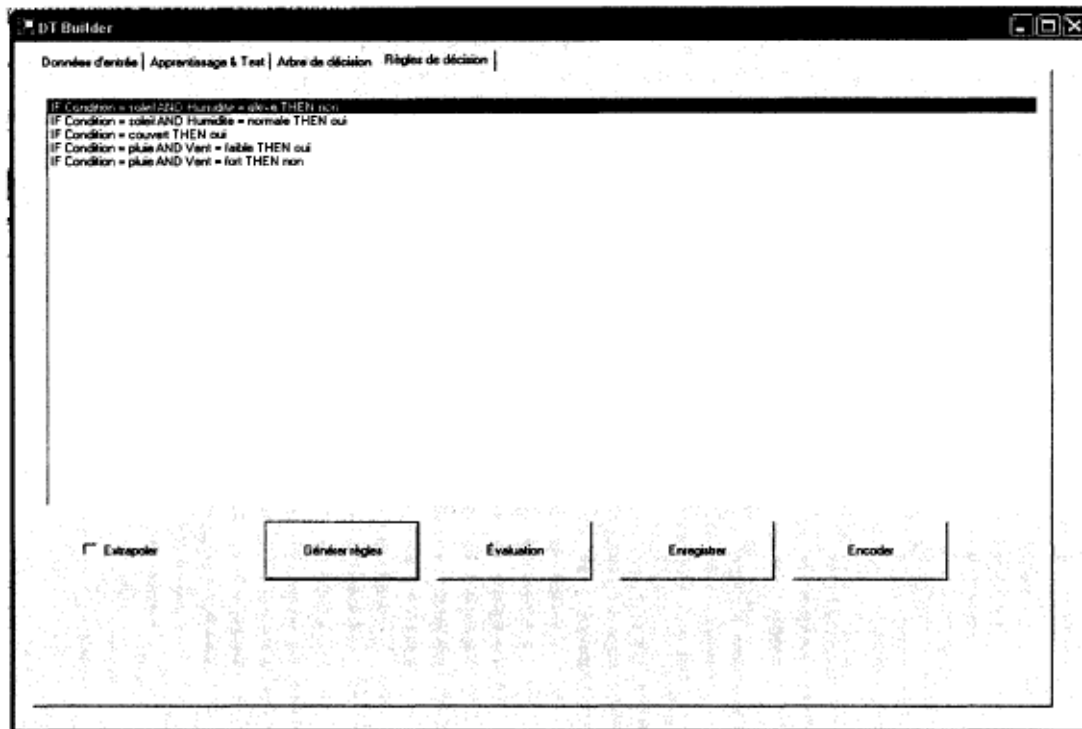 DT Builder
Données d'entrée | Apprentissage & Test | Arbre de décision | Règles de décision
IF Condition = soleil AND Humidite = eleve THEN non
IF Condition = soleil AND Humidite = normale THEN oui
IF Condition = couvert THEN oui
IF Condition = pluie AND Vent = faible THEN oui
IF Condition = pluie AND Vent = fort THEN non
Extrapoler
Générer règles
Évaluation
Enregistrer
Encoder